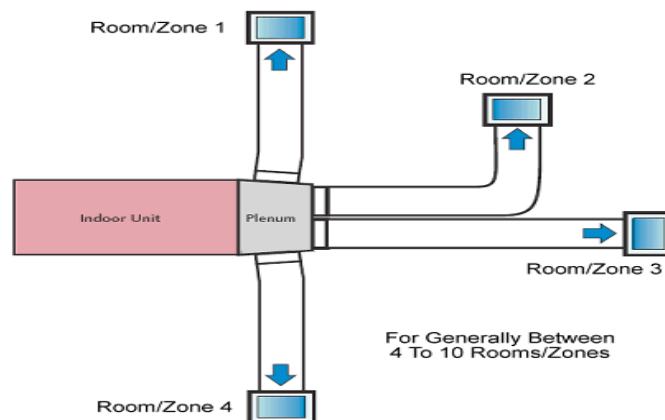 Room/Zone 1
Room/Zone 2
Indoor Unit
Plenum
Room/Zone 3
For Generally Between
4 To 10 Rooms/Zones
Room/Zone 4